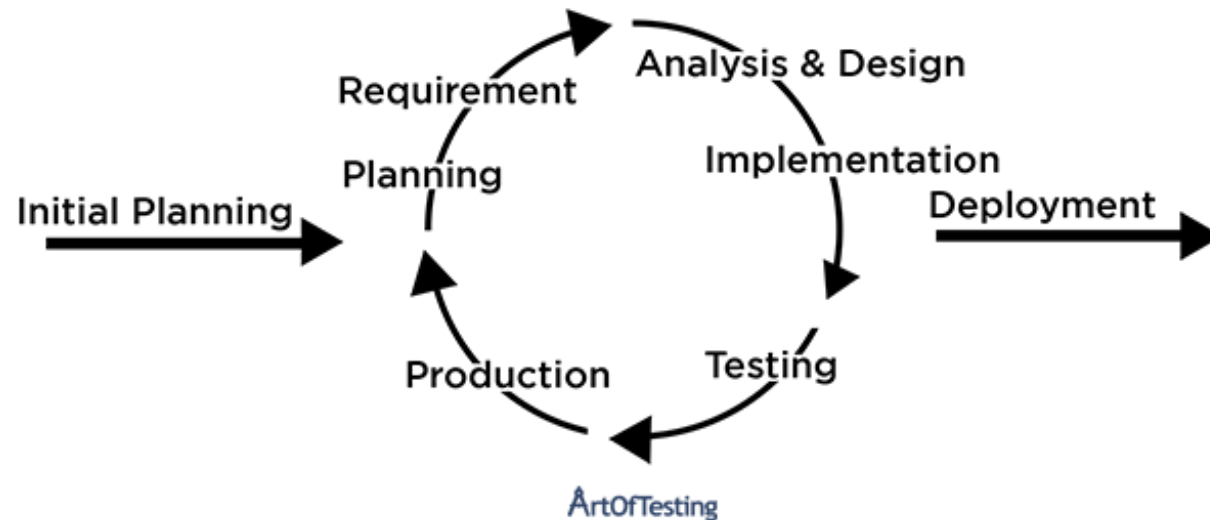 Analysis & Design
Requirement
Implementation
Planning
Initial Planning
Deployment
Production
Testing
ArtOfTesting